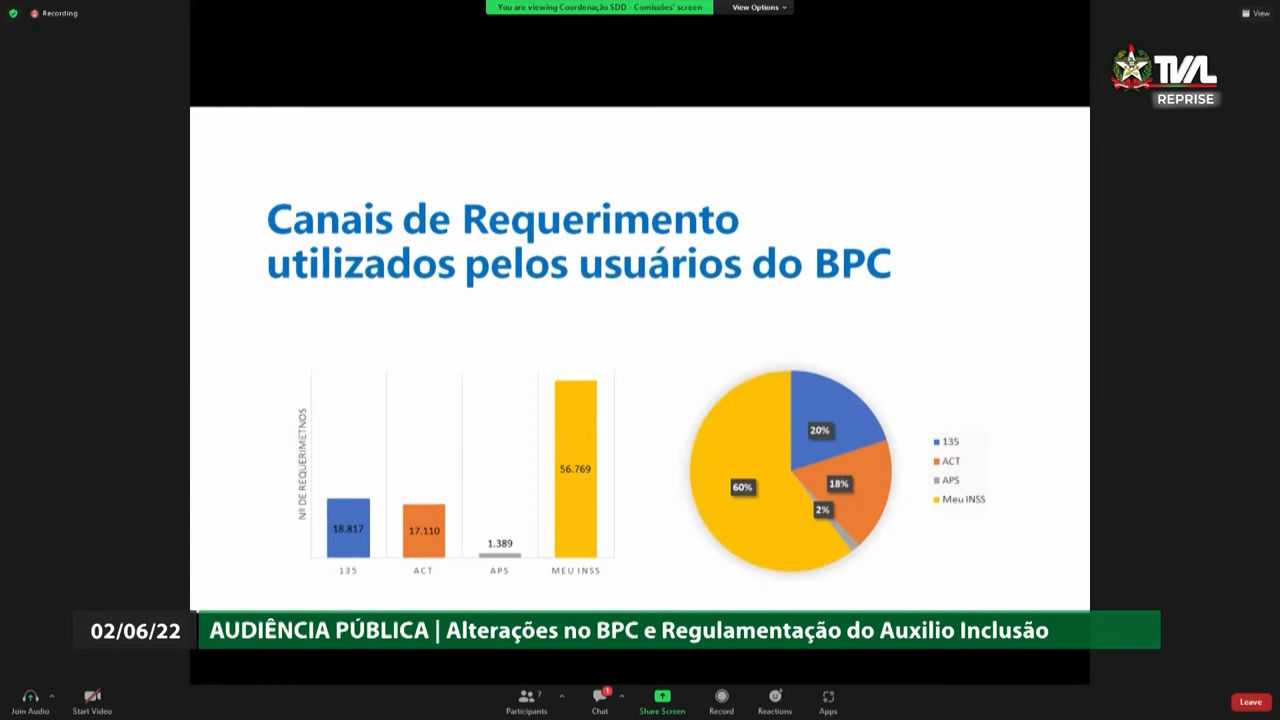 Recording
You are viewing Coordenação SDD - Comissões' screen
View Options
View
TVAL
REPRISE
Canais de Requerimento
utilizados pelos usuários do BPC
Nº DE REQUERIMETNOS
18.817
17.110
1.389
56.769
135
ACT
APS
MEU INSS
20%
18%
2%
60%
135
ACT
APS
Meu INSS
02/06/22
AUDIÊNCIA PÚBLICA | Alterações no BPC e Regulamentação do Auxilio Inclusão
Join Audio
Start Video
7
Participants
1
Chat
Share Screen
Record
Reactions
Apps
Leave